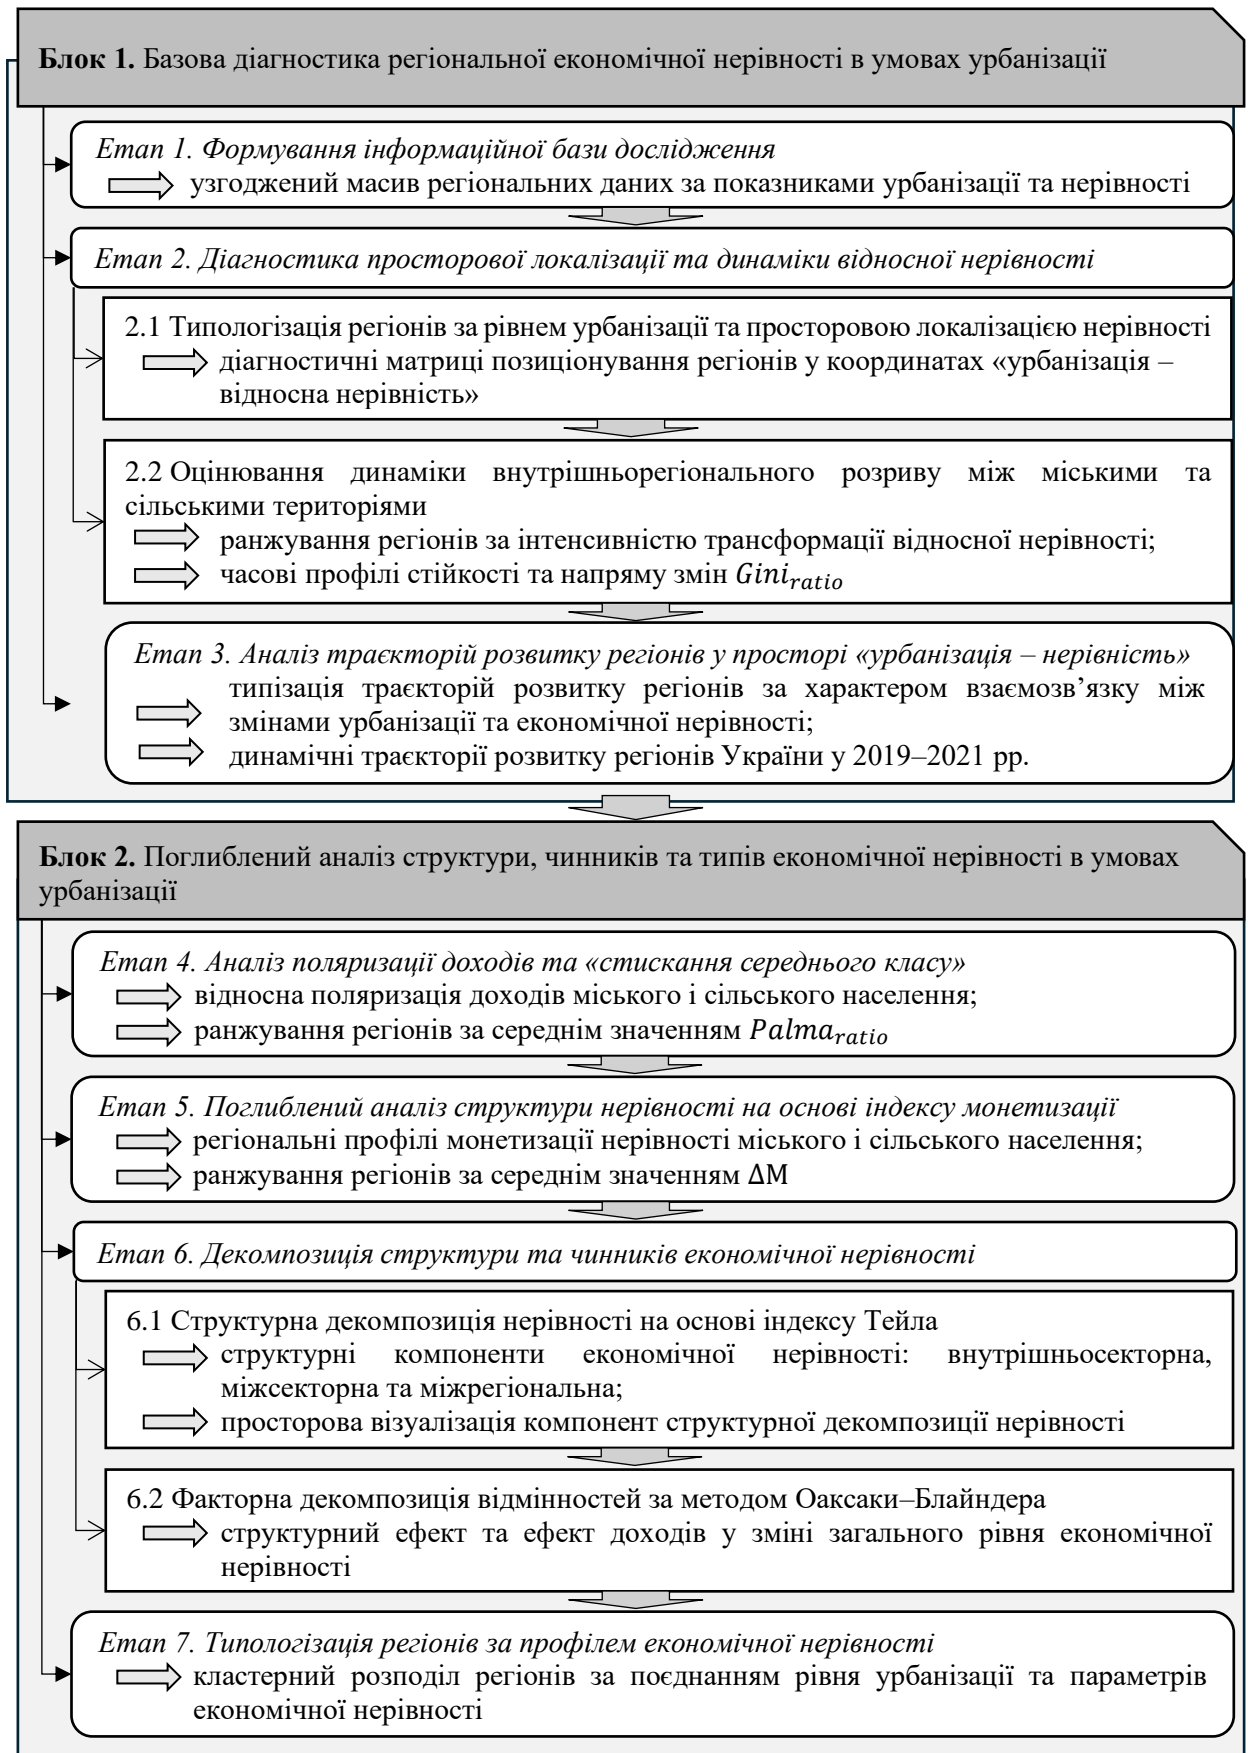 Блок 1. Базова діагностика регіональної економічної нерівності в умовах урбанізації
Етап 1. Формування інформаційної бази дослідження
узгоджений масив регіональних даних за показниками урбанізації та нерівності
Етап 2. Діагностика просторової локалізації та динаміки відносної нерівності
2.1 Типологізація регіонів за рівнем урбанізації та просторовою локалізацією нерівності
діагностичні матриці позиціонування регіонів у координатах «урбанізація –
відносна нерівність»
2.2 Оцінювання динаміки внутрішньорегіонального розриву між міськими та
сільськими територіями
ранжування регіонів за інтенсивністю трансформації відносної нерівності;
часові профілі стійкості та напряму змін Gini_ratio
Етап 3. Аналіз траєкторій розвитку регіонів у просторі «урбанізація – нерівність»
типізація траєкторій розвитку регіонів за характером взаємозв’язку між
змінами урбанізації та економічної нерівності;
динамічні траєкторії розвитку регіонів України у 2019–2021 рр.
Блок 2. Поглиблений аналіз структури, чинників та типів економічної нерівності в умовах
урбанізації
Етап 4. Аналіз поляризації доходів та «стискання середнього класу»
відносна поляризація доходів міського і сільського населення;
ранжування регіонів за середнім значенням Palma_ratio
Етап 5. Поглиблений аналіз структури нерівності на основі індексу монетизації
регіональні профілі монетизації нерівності міського і сільського населення;
ранжування регіонів за середнім значенням ΔM
Етап 6. Декомпозиція структури та чинників економічної нерівності
6.1 Структурна декомпозиція нерівності на основі індексу Тейла
структурні компоненти економічної нерівності: внутрішньосекторна,
міжсекторна та міжрегіональна;
просторова візуалізація компонент структурної декомпозиції нерівності
6.2 Факторна декомпозиція відмінностей за методом Оаксаки–Блайндера
структурний ефект та ефект доходів у зміні загального рівня економічної
нерівності
Етап 7. Типологізація регіонів за профілем економічної нерівності
кластерний розподіл регіонів за поєднанням рівня урбанізації та параметрів
економічної нерівності